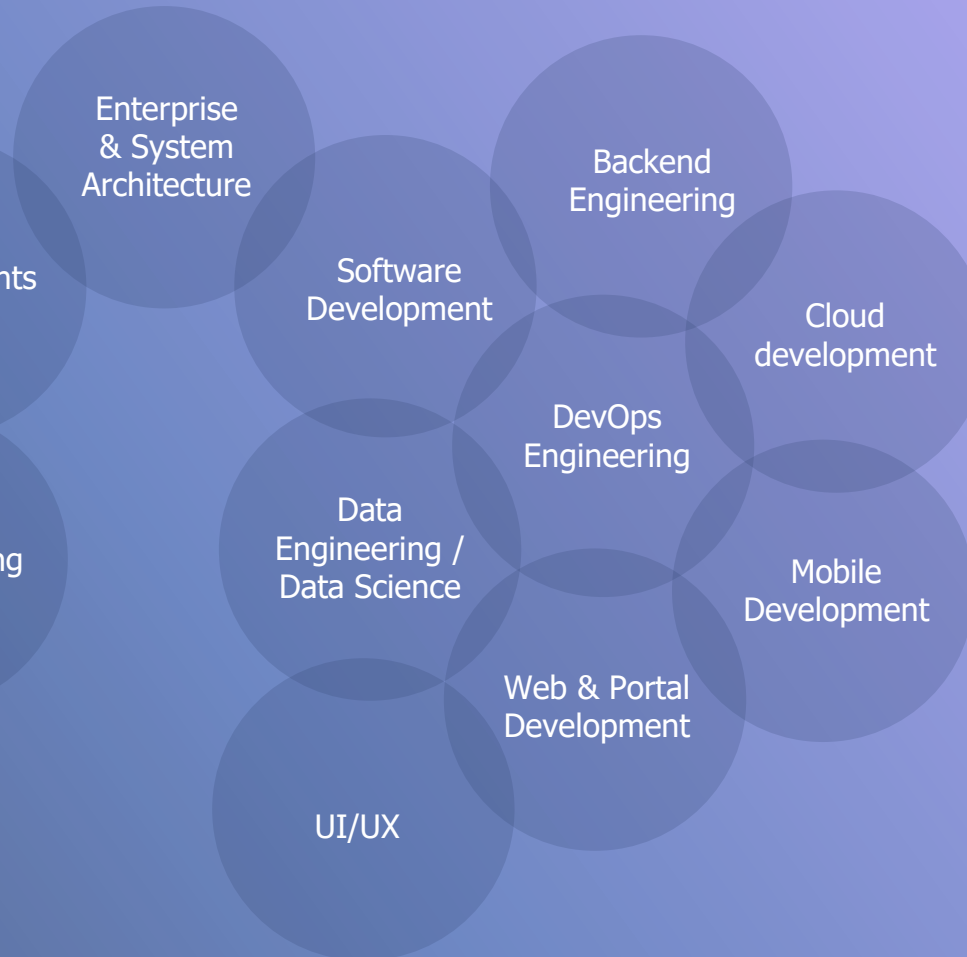 Enterprise
& System
Architecture
Backend
Engineering
Software
Development
Cloud
development
DevOps
Engineering
Data
Engineering /
Data Science
Mobile
Development
Web & Portal
Development
UI/UX